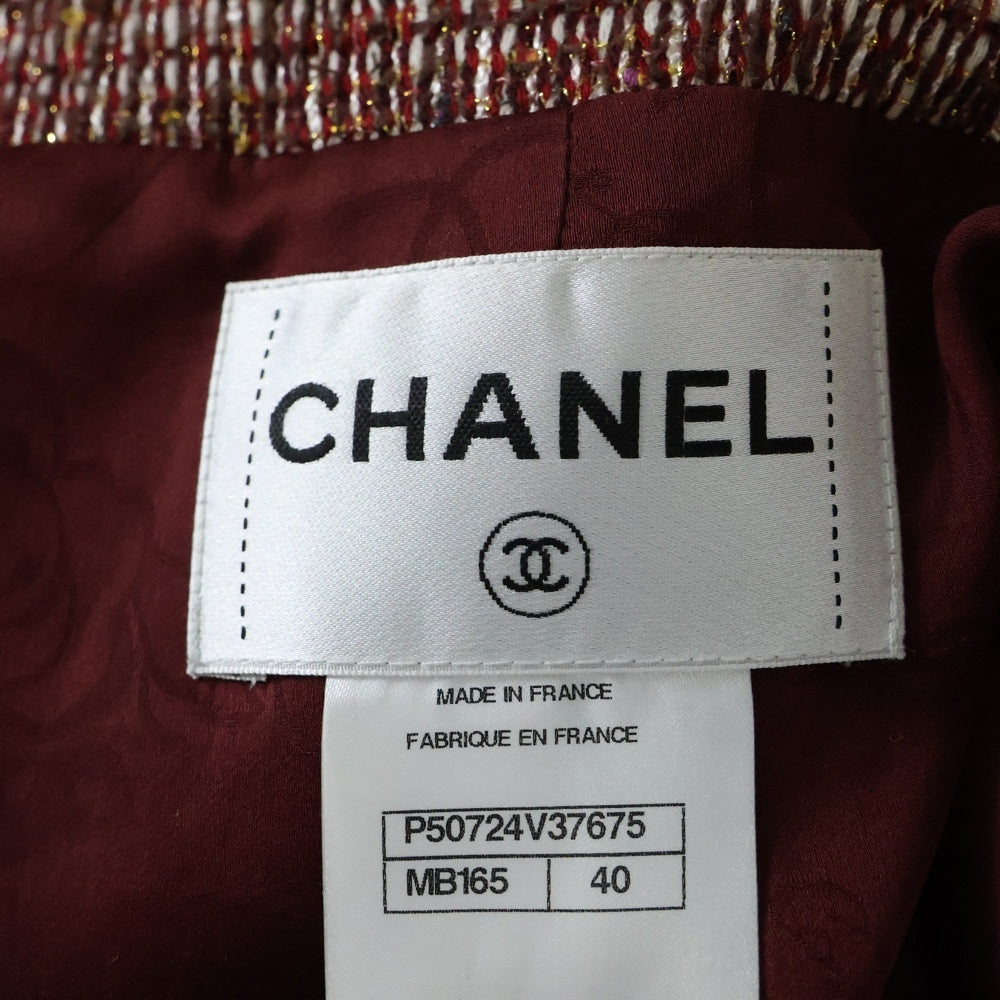 CHANEL
MADE IN FRANCE
FABRIQUE EN FRANCE
P50724V37675
MB165 40